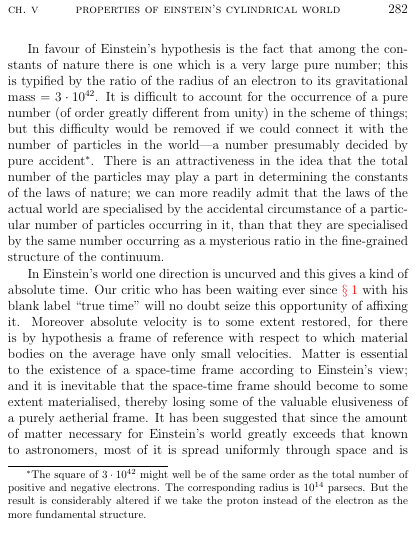 CH. V PROPERTIES OF EINSTEIN'S CYLINDRICAL WORLD 282
In favour of Einstein's hypothesis is the fact that among the con-
stants of nature there is one which is a very large pure number; this
is typified by the ratio of the radius of an electron to its gravitational
mass = 3 · 10⁴². It is difficult to account for the occurrence of a pure
number (of order greatly different from unity) in the scheme of things;
but this difficulty would be removed if we could connect it with the
number of particles in the world—a number presumably decided by
pure accident*. There is an attractiveness in the idea that the total
number of the particles may play a part in determining the constants
of the laws of nature; we can more readily admit that the laws of the
actual world are specialised by the accidental circumstance of a partic-
ular number of particles occurring in it, than that they are specialised
by the same number occurring as a mysterious ratio in the fine-grained
structure of the continuum.
In Einstein's world one direction is uncurved and this gives a kind of
absolute time. Our critic who has been waiting ever since § 1 with his
blank label “true time” will no doubt seize this opportunity of affixing
it. Moreover absolute velocity is to some extent restored, for there
is by hypothesis a frame of reference with respect to which material
bodies on the average have only small velocities. Matter is essential
to the existence of a space-time frame according to Einstein's view;
and it is inevitable that the space-time frame should become to some
extent materialised, thereby losing some of the valuable elusiveness of
a purely aetherial frame. It has been suggested that since the amount
of matter necessary for Einstein's world greatly exceeds that known
to astronomers, most of it is spread uniformly through space and is
*The square of 3 · 10⁴² might well be of the same order as the total number of
positive and negative electrons. The corresponding radius is 10¹⁴ parsecs. But the
result is considerably altered if we take the proton instead of the electron as the
more fundamental structure.